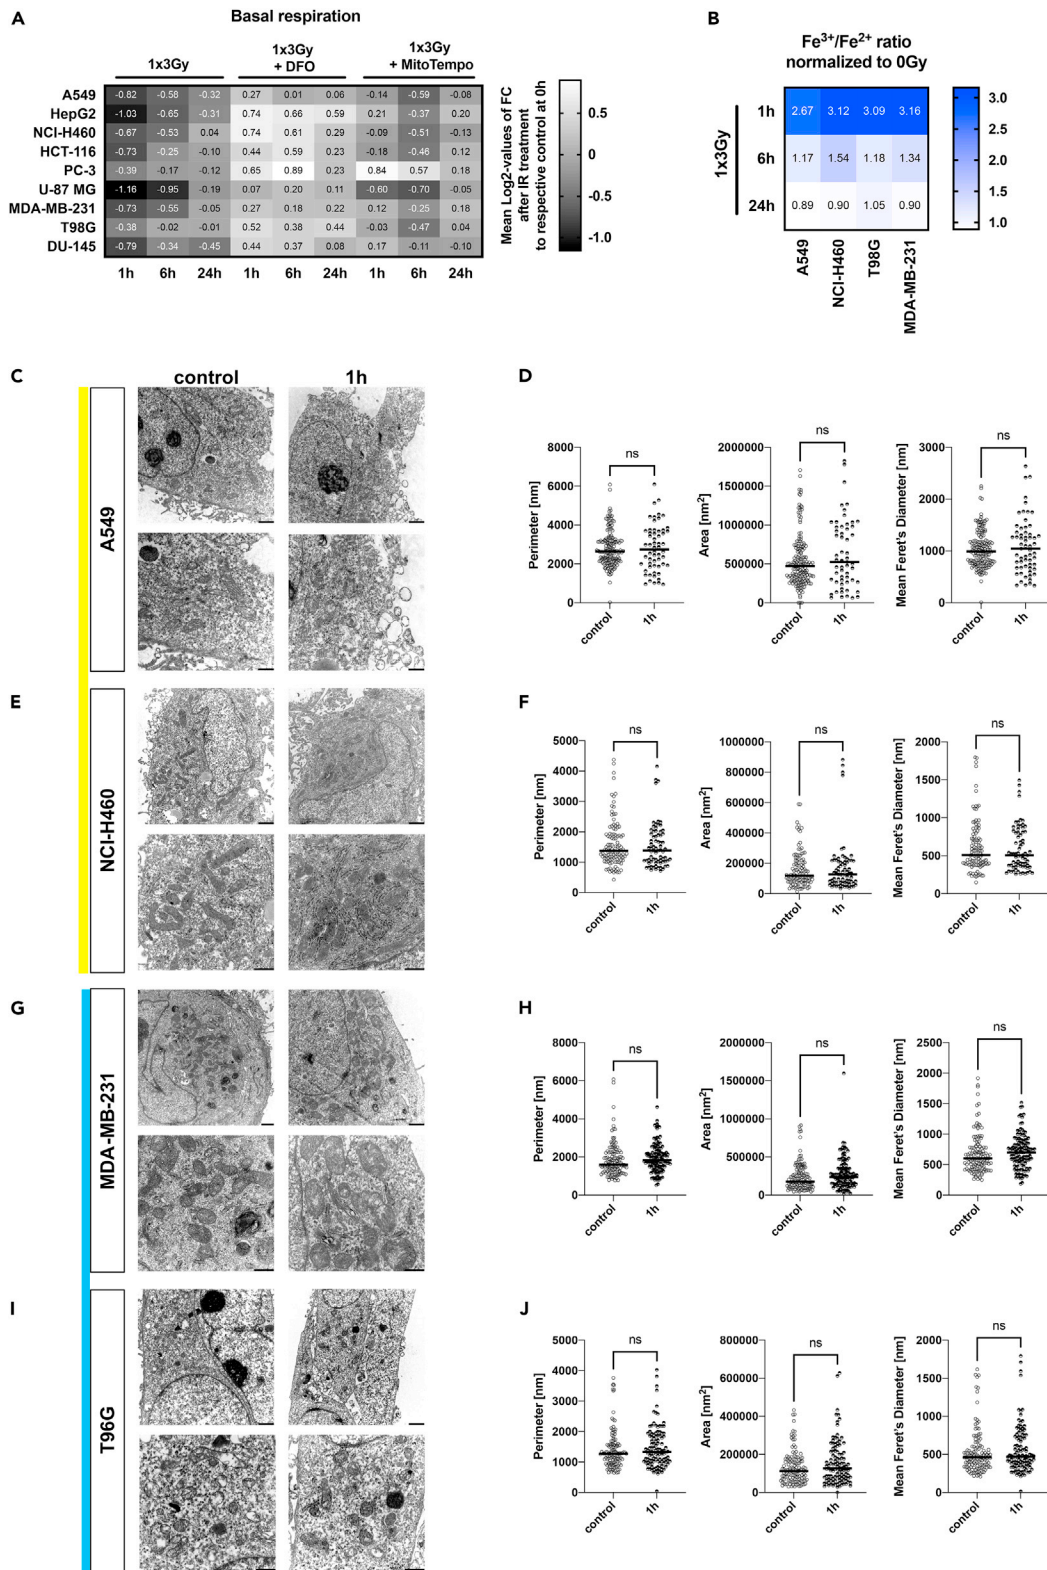 A
Basal respiration
1x3Gy
1x3Gy
+ DFO
1x3Gy
+ MitoTempo
A549 -0.82 -0.58 -0.32 0.27 0.01 0.06 -0.14 -0.59 -0.08
HepG2 -1.03 -0.65 -0.31 0.74 0.66 0.59 0.21 -0.37 0.20
NCI-H460 -0.67 -0.53 0.04 0.74 0.61 0.29 -0.09 -0.51 -0.13
HCT-116 -0.73 -0.25 -0.10 0.44 0.59 0.23 -0.18 -0.46 0.12
PC-3 -0.39 -0.17 -0.12 0.65 0.89 0.23 0.84 0.57 0.18
U-87 MG -1.16 -0.95 -0.19 0.07 0.20 0.11 -0.60 -0.70 -0.05
MDA-MB-231 -0.73 -0.55 -0.05 0.27 0.18 0.22 0.12 -0.25 0.18
T98G -0.38 -0.02 -0.01 0.52 0.38 0.44 -0.03 -0.47 0.04
DU-145 -0.79 -0.34 -0.45 0.44 0.37 0.08 0.17 -0.11 -0.10
1h 6h 24h 1h 6h 24h 1h 6h 24h
Mean Log2-values of FC
after IR treatment
to respective control at 0h
0.5
0
-0.5
-1.0
B
Fe³⁺/Fe²⁺ ratio
normalized to 0Gy
1x3Gy
1h 2.67 3.12 3.09 3.16
6h 1.17 1.54 1.18 1.34
24h 0.89 0.90 1.05 0.90
A549
NCI-H460
T98G
MDA-MB-231
3.0
2.5
2.0
1.5
1.0
C
control 1h
A549
D
Perimeter [nm]
8000
6000
4000
2000
0
ns
control 1h
Area [nm²]
2000000
1500000
1000000
500000
0
ns
control 1h
Mean Feret's Diameter [nm]
3000
2000
1000
0
ns
control 1h
E
NCI-H460
F
Perimeter [nm]
5000
4000
3000
2000
1000
0
ns
control 1h
Area [nm²]
1000000
800000
600000
400000
200000
0
ns
control 1h
Mean Feret's Diameter [nm]
2000
1500
1000
500
0
ns
control 1h
G
MDA-MB-231
H
Perimeter [nm]
8000
6000
4000
2000
0
ns
control 1h
Area [nm²]
2000000
1500000
1000000
500000
0
ns
control 1h
Mean Feret's Diameter [nm]
2500
2000
1500
1000
500
0
ns
control 1h
I
T96G
J
Perimeter [nm]
5000
4000
3000
2000
1000
0
ns
control 1h
Area [nm²]
800000
600000
400000
200000
0
ns
control 1h
Mean Feret's Diameter [nm]
2000
1500
1000
500
0
ns
control 1h